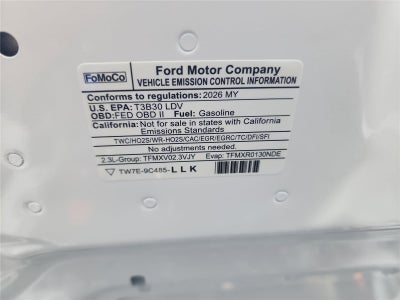 FoMoCo
Ford Motor Company
VEHICLE EMISSION CONTROL INFORMATION
Conforms to regulations: 2026 MY
U.S. EPA: T3B30 LDV
OBD: FED OBD II Fuel: Gasoline
California: Not for sale in states with California
Emissions Standards
TWC/HO2S/WR-HO2S/CAC/EGR/EGRC/TC/DFI/SFI
No adjustments needed.
2.3L-Group: TFMXV02.3VJY Evap: TFMXR0130NDE
TW7E-9C485-LLK